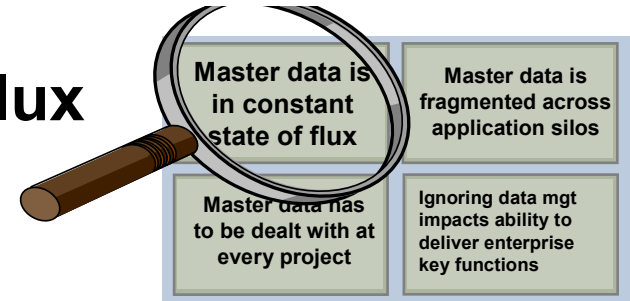 lux
Master data is
in constant
state of flux
Master data is
fragmented across
application silos
Master data has
to be dealt with at
every project
Ignoring data mgt
impacts ability to
deliver enterprise
key functions